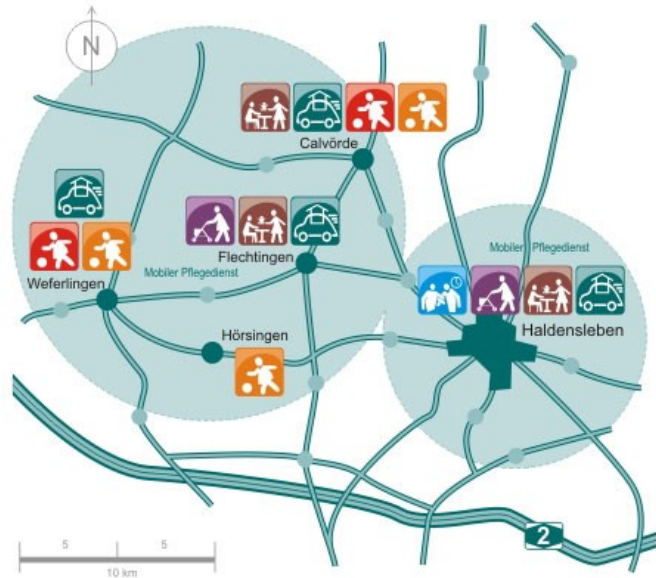 N
Calvörde
Mobiler Pflegedienst
Flechtingen
Weferlingen
Mobiler Pflegedienst
Haldensleben
Hörsingen
2
5 5
10 km